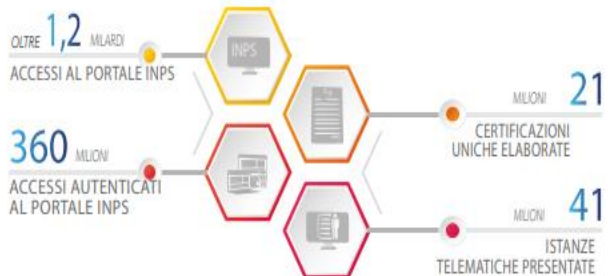 OLTRE 1,2 MILARDI
ACCESSI AL PORTALE INPS
INPS
MILIONI 21
CERTIFICAZIONI
UNICHE ELABORATE
360 MILIONI
ACCESSI AUTENTICATI
AL PORTALE INPS
MILIONI 41
ISTANZE
TELEMATICHE PRESENTATE